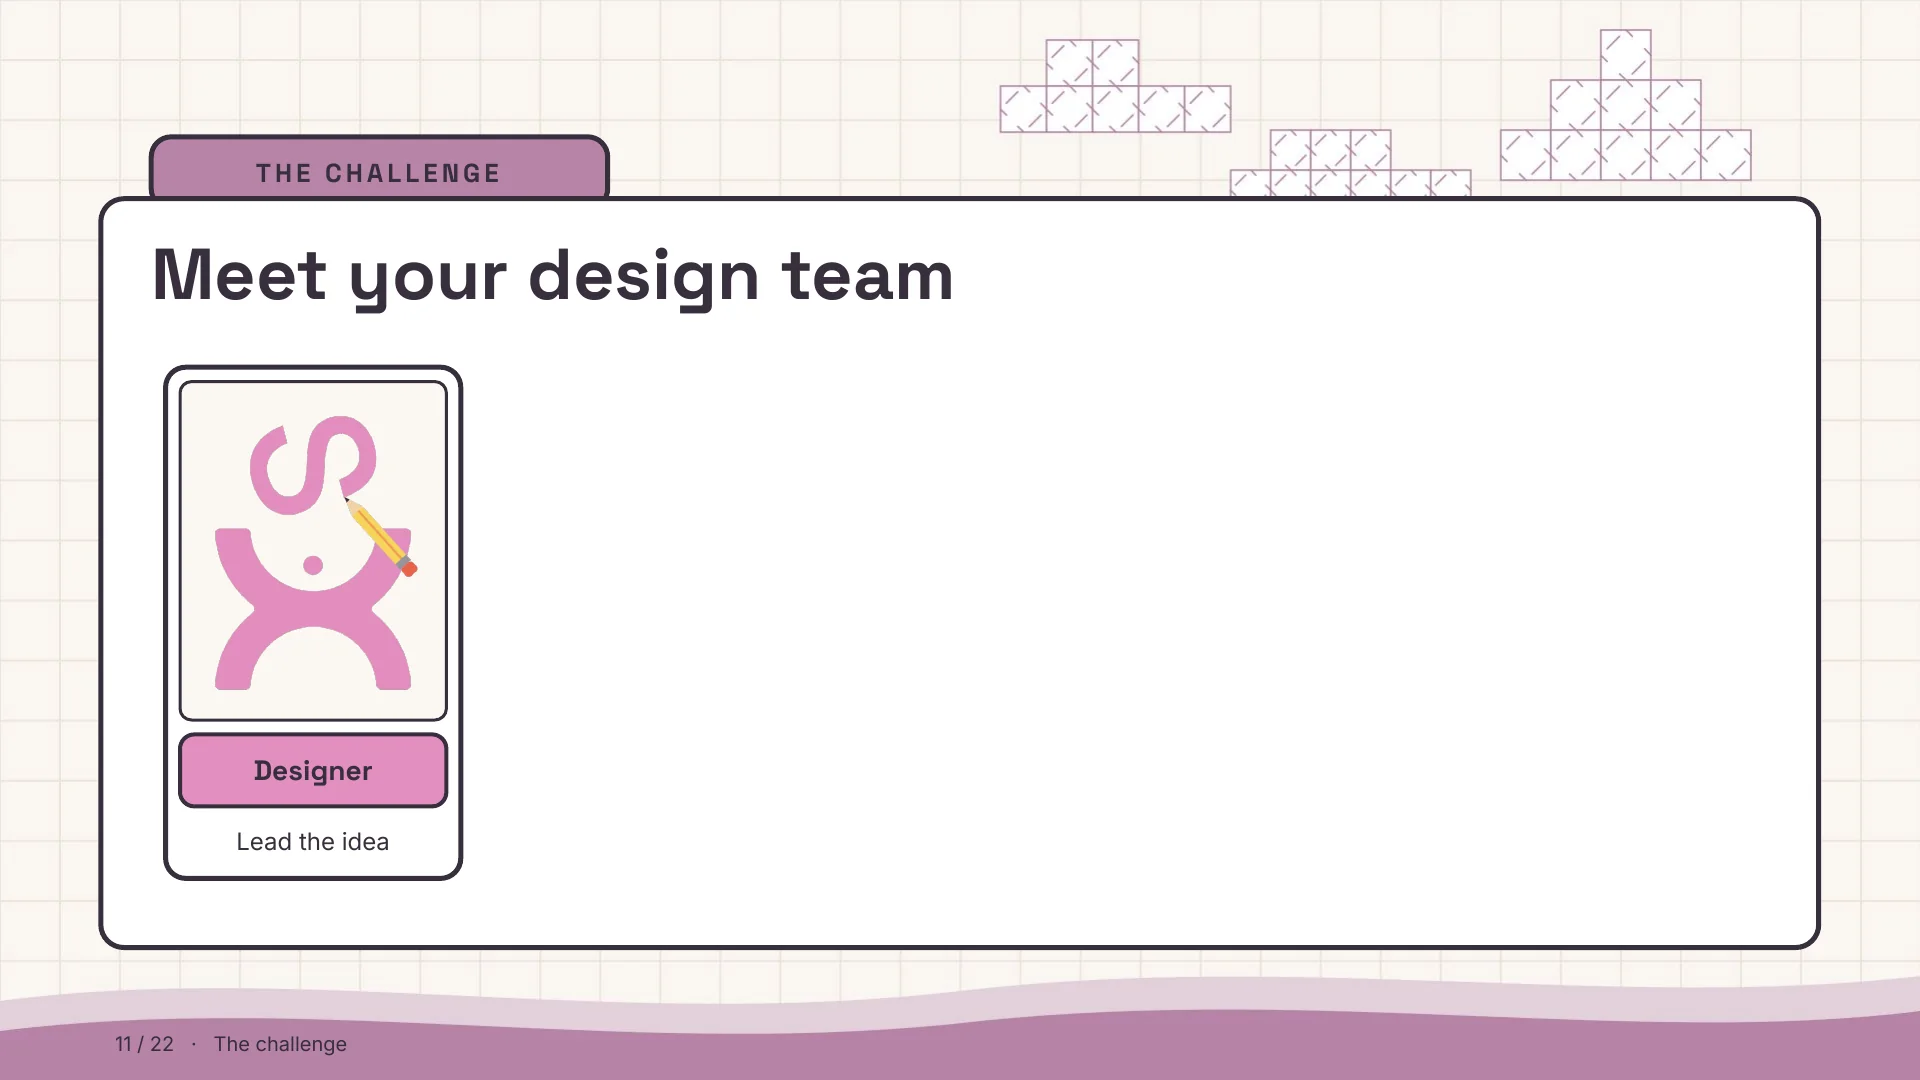 THE CHALLENGE
Meet your design team
Designer
Lead the idea
11 / 22 · The challenge